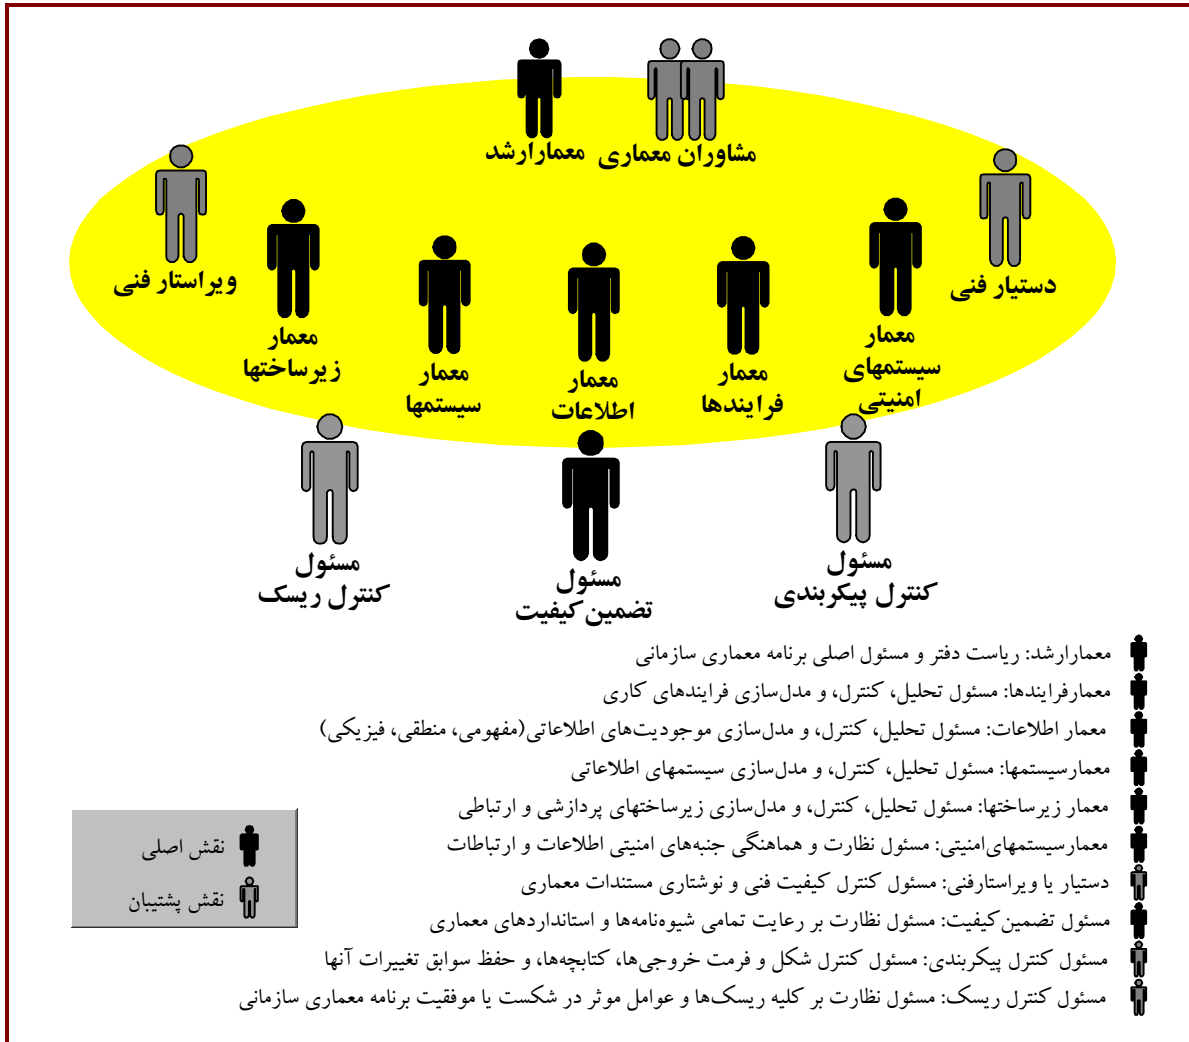 مشاوران معماری
معمارارشد
دستیار فنی
ویراستار فنی
معمار
سیستمهای
امنیتی
معمار
فرایندها
معمار
اطلاعات
معمار
سیستمها
معمار
زیرساختها
مسئول
کنترل پیکربندی
مسئول
تضمین کیفیت
مسئول
کنترل ریسک
معمارارشد: ریاست دفتر و مسئول اصلی برنامه معماری سازمانی
معمارفرایندها: مسئول تحلیل، کنترل، و مدل‌سازی فرایندهای کاری
معمار اطلاعات: مسئول تحلیل، کنترل، و مدل‌سازی موجودیت‌های اطلاعاتی(مفهومی، منطقی، فیزیکی)
معمارسیستمها: مسئول تحلیل، کنترل، و مدل‌سازی سیستمهای اطلاعاتی
معمار زیرساختها: مسئول تحلیل، کنترل، و مدل‌سازی زیرساختهای پردازشی و ارتباطی
معمارسیستمهای‌امنیتی: مسئول نظارت و هماهنگی جنبه‌های امنیتی اطلاعات و ارتباطات
دستیار یا ویراستارفنی: مسئول کنترل کیفیت فنی و نوشتاری مستندات معماری
مسئول تضمین‌کیفیت: مسئول نظارت بر رعایت تمامی شیوه‌نامه‌ها و استانداردهای معماری
مسئول کنترل پیکربندی: مسئول کنترل شکل و فرمت خروجی‌ها، کتابچه‌ها، و حفظ سوابق تغییرات آنها
مسئول کنترل ریسک: مسئول نظارت بر کلیه ریسک‌ها و عوامل موثر در شکست یا موفقیت برنامه معماری سازمانی
نقش اصلی
نقش پشتیبان